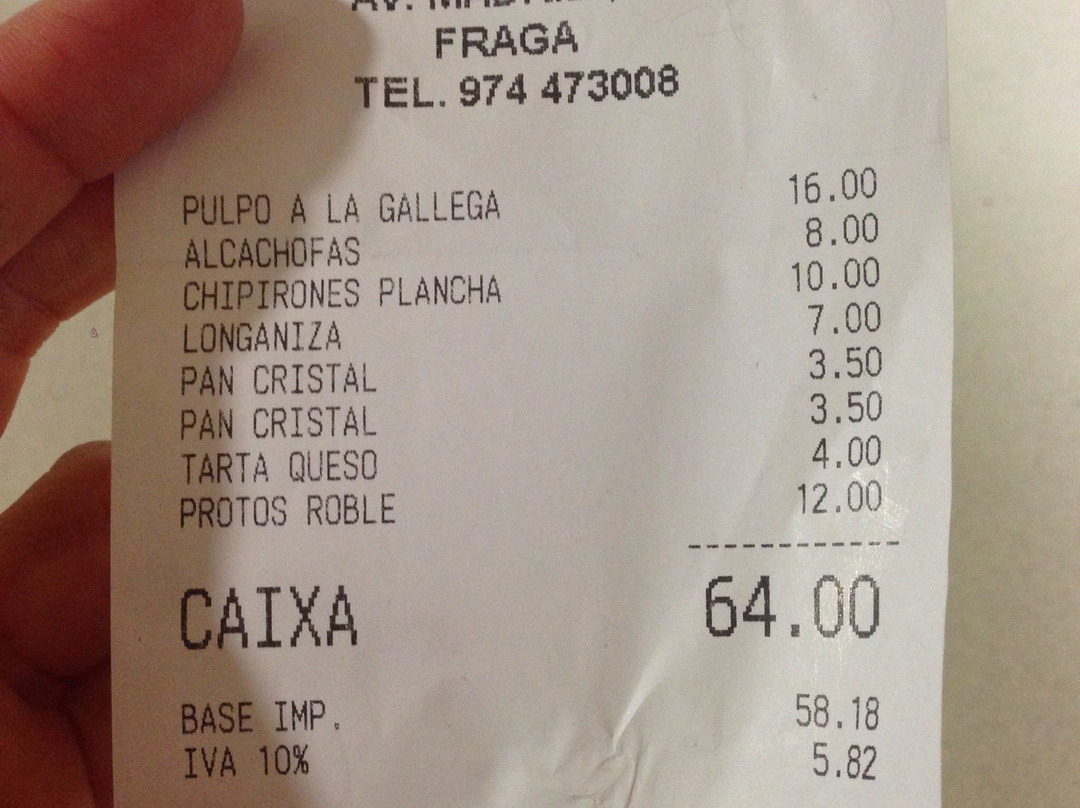 AV.
FRAGA
TEL. 974 473008
PULPO A LA GALLEGA 16.00
ALCACHOFAS 8.00
CHIPIRONES PLANCHA 10.00
LONGANIZA 7.00
PAN CRISTAL 3.50
PAN CRISTAL 3.50
TARTA QUESO 4.00
PROTOS ROBLE 12.00
-----------
CAIXA 64.00
BASE IMP. 58.18
IVA 10% 5.82